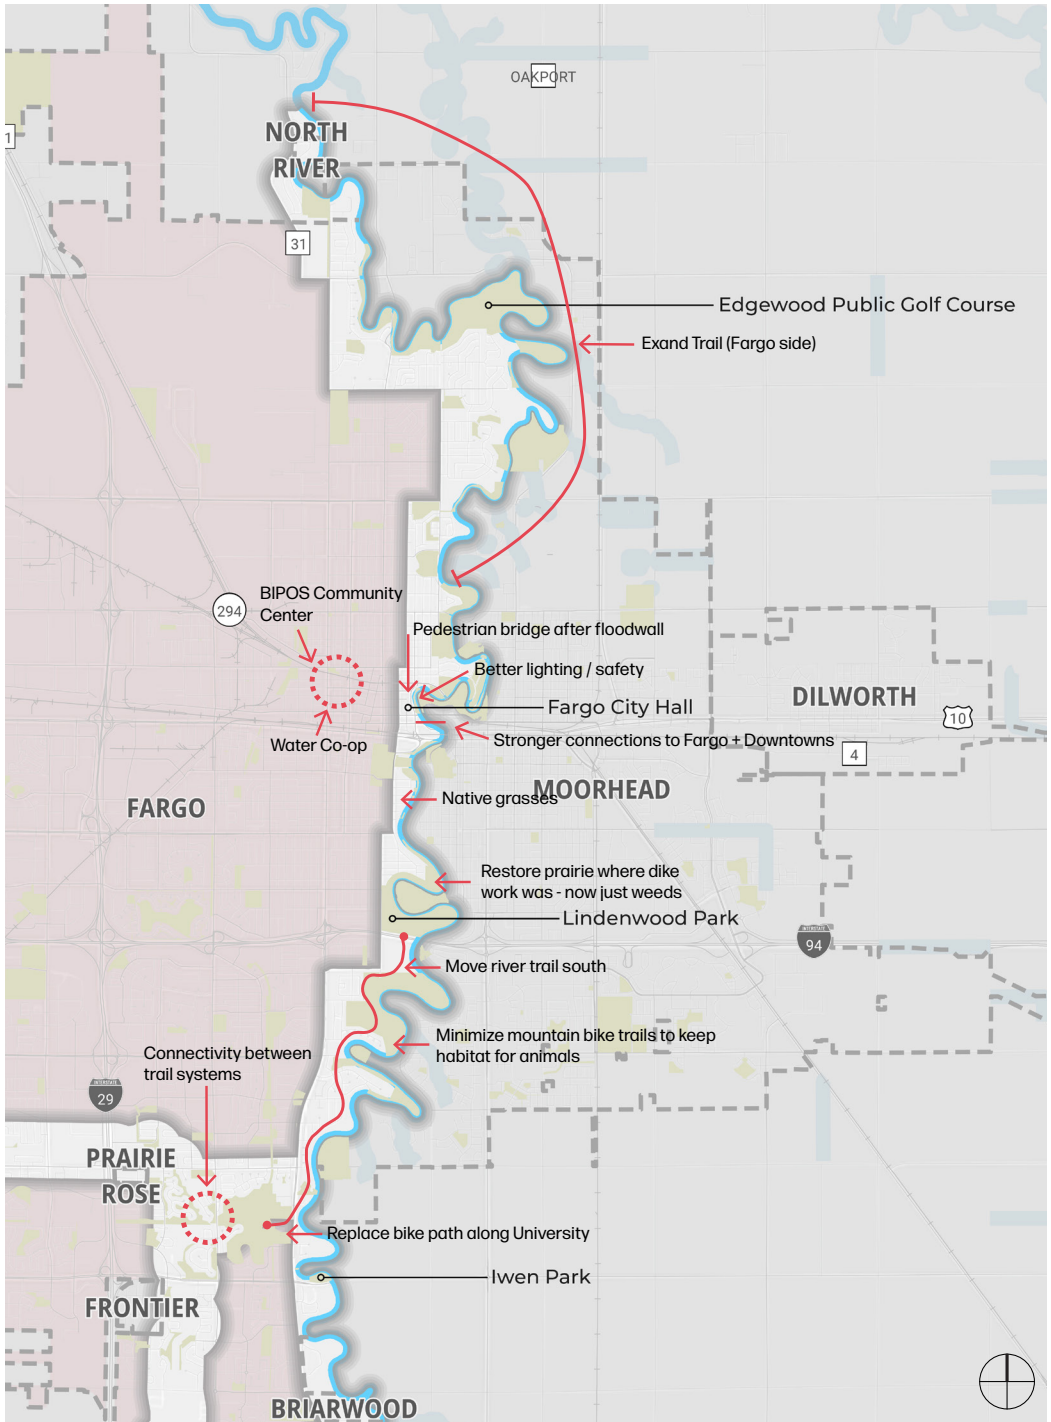 OAKPORT
1
NORTH
RIVER
31
Edgewood Public Golf Course
Exand Trail (Fargo side)
BIPOS Community
Center
294
Pedestrian bridge after floodwall
Better lighting / safety
DILWORTH
Fargo City Hall
10
Stronger connections to Fargo + Downtowns
Water Co-op
4
MOORHEAD
Native grasses
FARGO
Restore prairie where dike
work was - now just weeds
Lindenwood Park
INTERSTATE
94
Move river trail south
Minimize mountain bike trails to keep
habitat for animals
Connectivity between
trail systems
INTERSTATE
29
PRAIRIE
ROSE
Replace bike path along University
Iwen Park
FRONTIER
BRIARWOOD